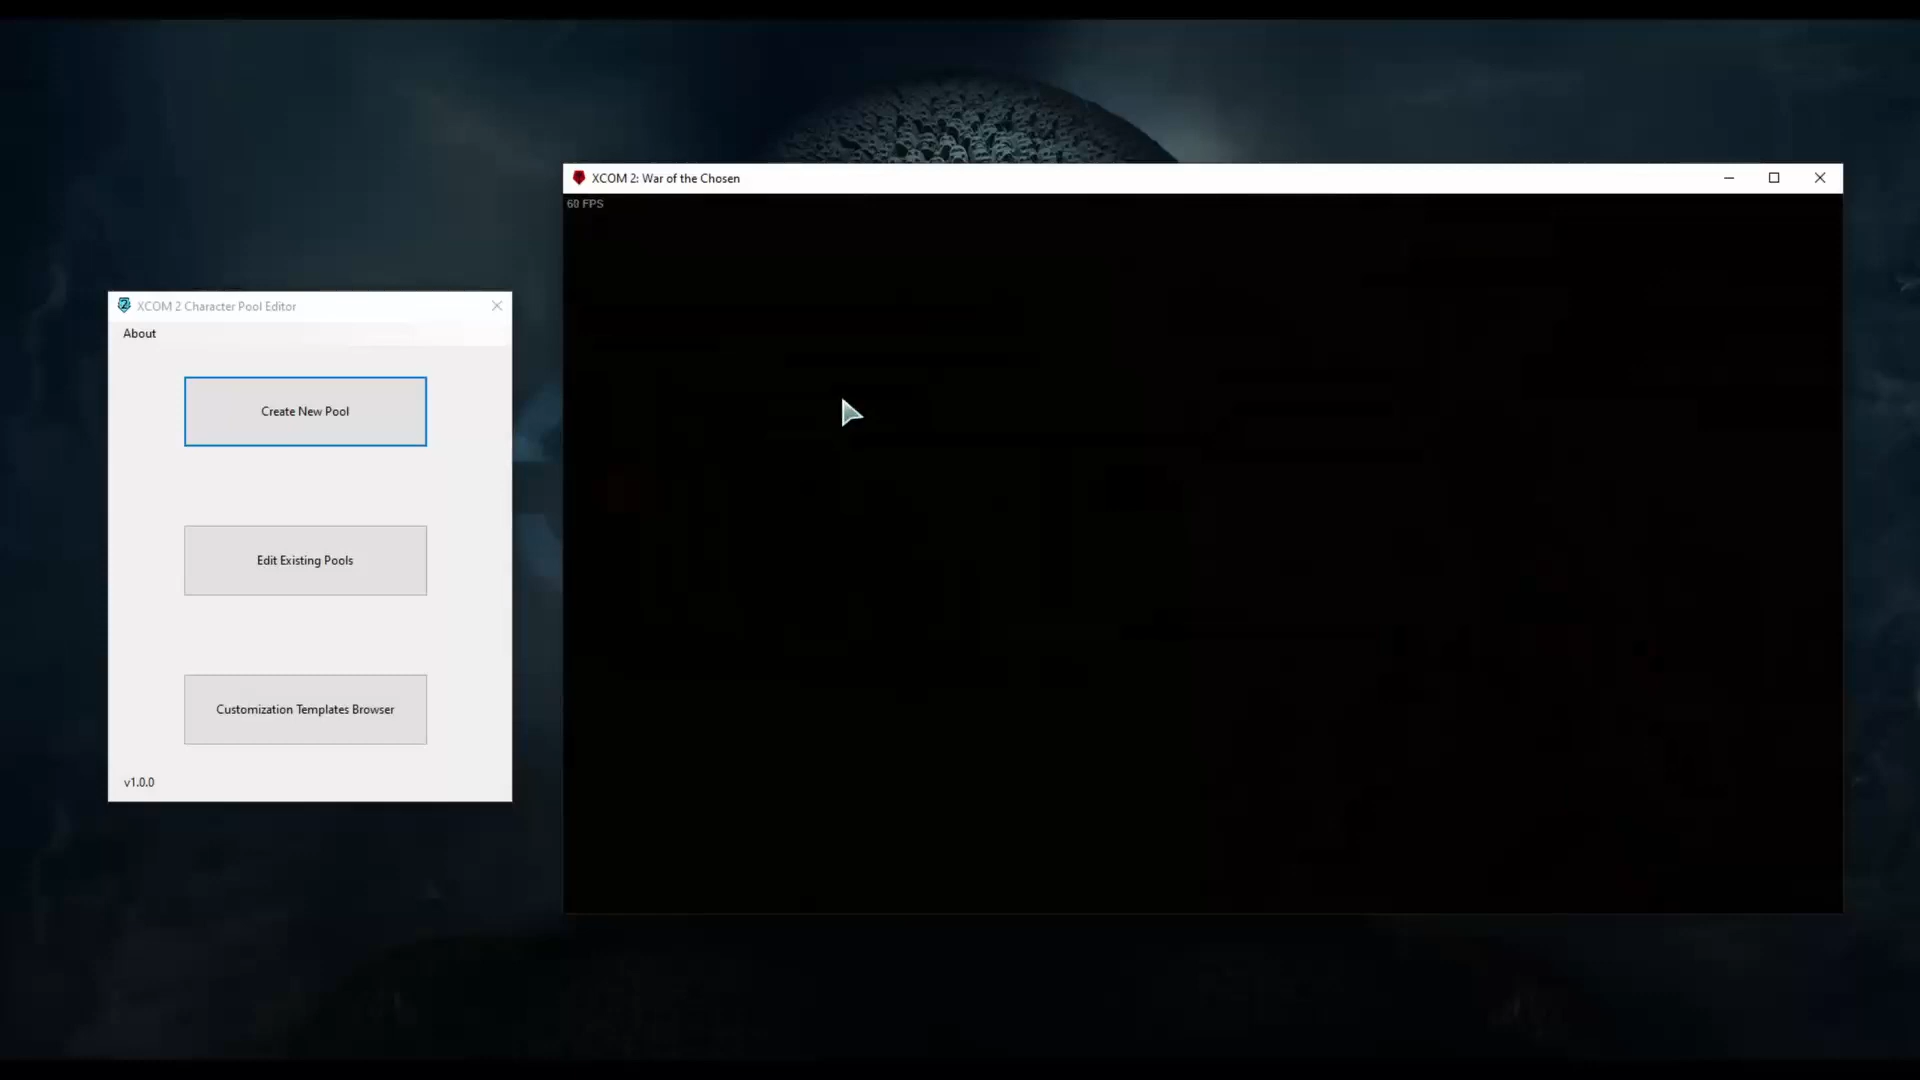 XCOM 2: War of the Chosen
60 FPS
XCOM 2 Character Pool Editor
About
Create New Pool
Edit Existing Pools
Customization Templates Browser
v1.0.0